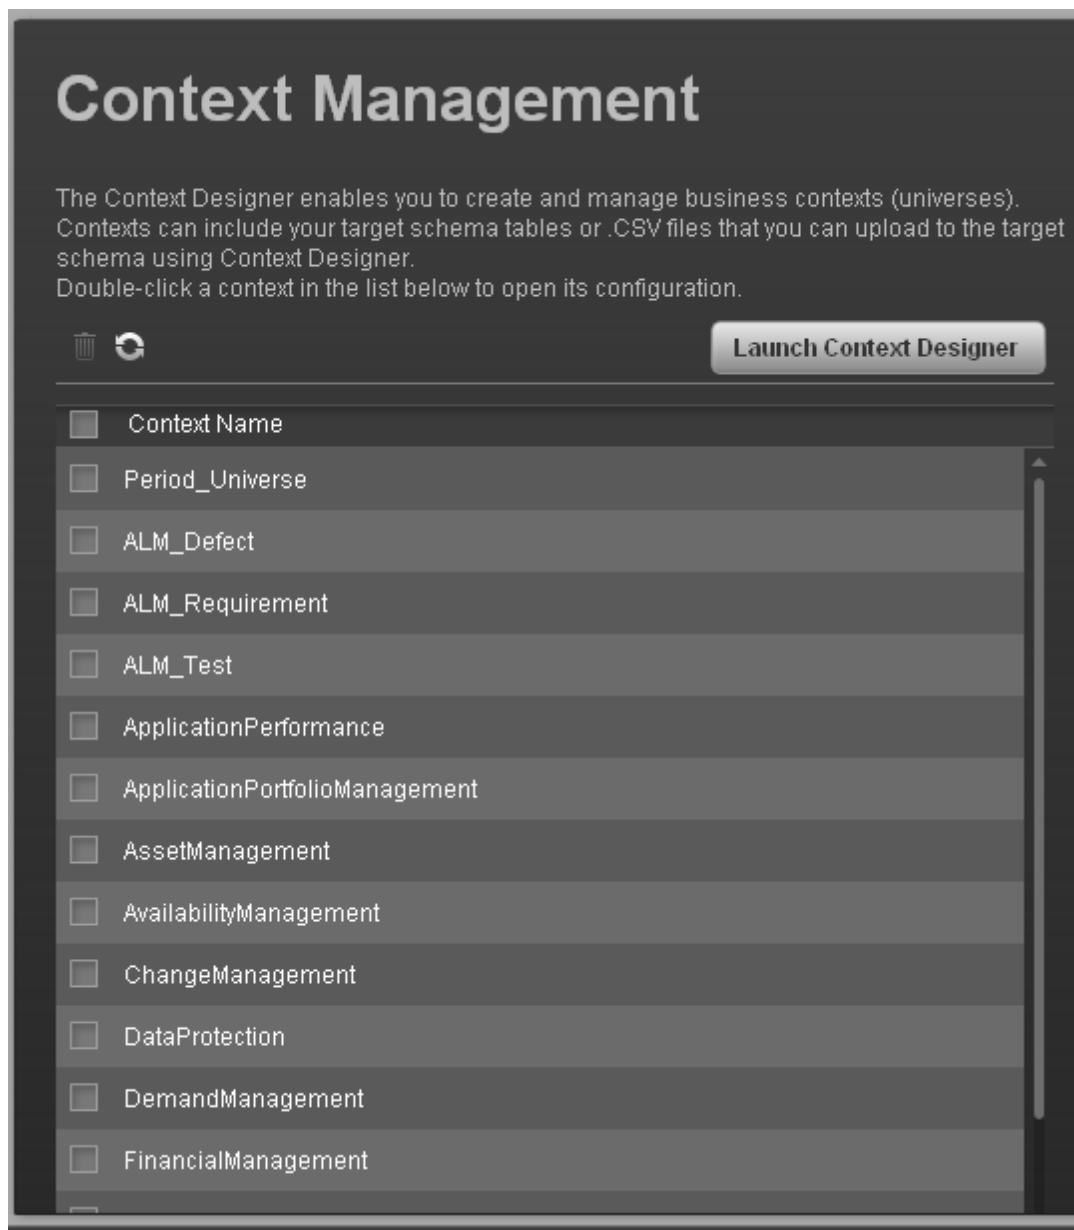 Context Management
The Context Designer enables you to create and manage business contexts (universes).
Contexts can include your target schema tables or .CSV files that you can upload to the target
schema using Context Designer.
Double-click a context in the list below to open its configuration.
Launch Context Designer
Context Name
Period_Universe
ALM_Defect
ALM_Requirement
ALM_Test
ApplicationPerformance
ApplicationPortfolioManagement
AssetManagement
AvailabilityManagement
ChangeManagement
DataProtection
DemandManagement
FinancialManagement